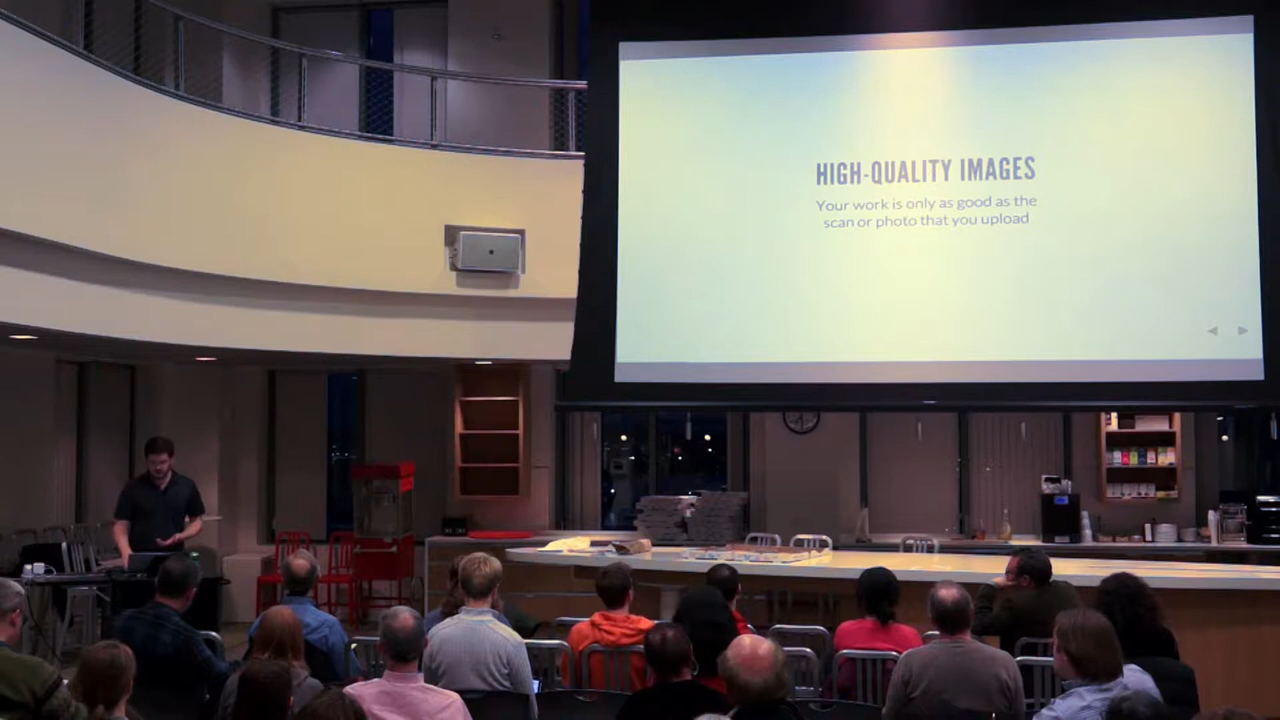 HIGH-QUALITY IMAGES
Your work is only as good as the
scan or photo that you upload